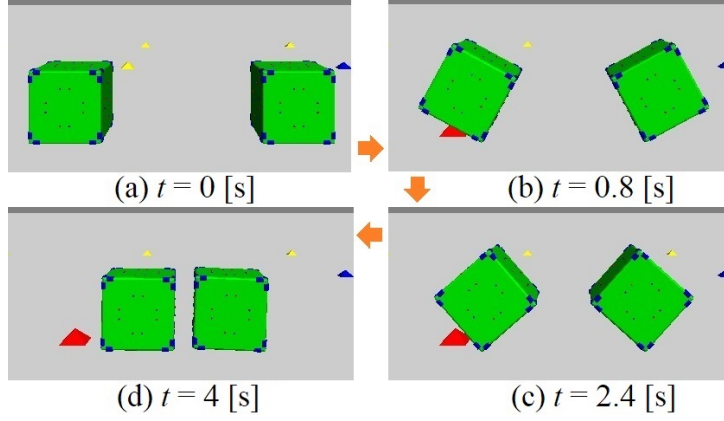 (a) t = 0 [s]
(b) t = 0.8 [s]
(d) t = 4 [s]
(c) t = 2.4 [s]